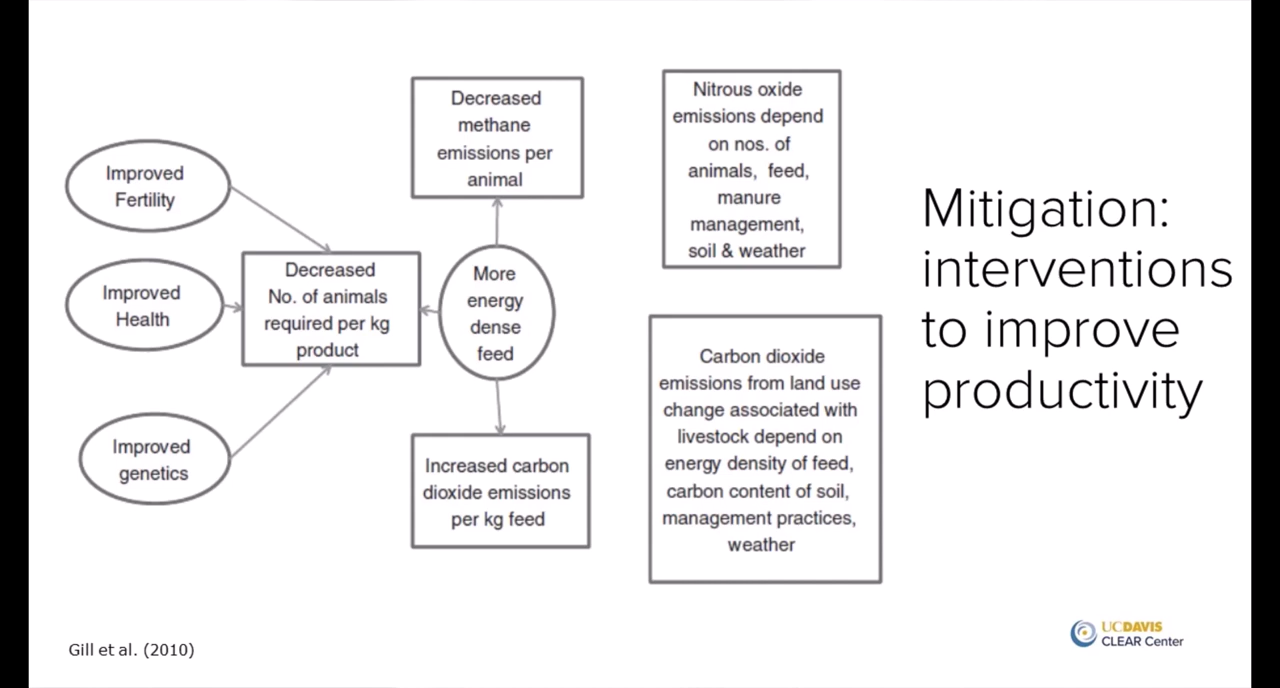 Improved
Fertility
Improved
Health
Improved
genetics
Decreased
No. of animals
required per kg
product
Decreased
methane
emissions per
animal
More
energy
dense
feed
Increased carbon
dioxide emissions
per kg feed
Nitrous oxide
emissions depend
on nos. of
animals, feed,
manure
management,
soil & weather
Carbon dioxide
emissions from land use
change associated with
livestock depend on
energy density of feed,
carbon content of soil,
management practices,
weather
Mitigation:
interventions
to improve
productivity
Gill et al. (2010)
UCDAVIS
CLEAR Center